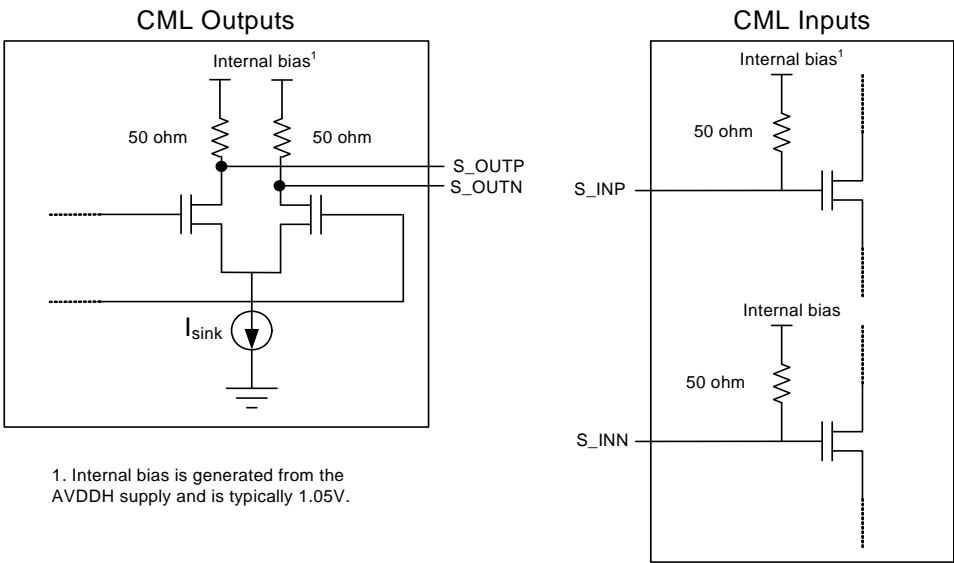 CML Outputs
Internal bias1
50 ohm
50 ohm
S_OUTP
S_OUTN
Isink
1. Internal bias is generated from the
AVDDH supply and is typically 1.05V.
CML Inputs
Internal bias1
50 ohm
S_INP
Internal bias
50 ohm
S_INN